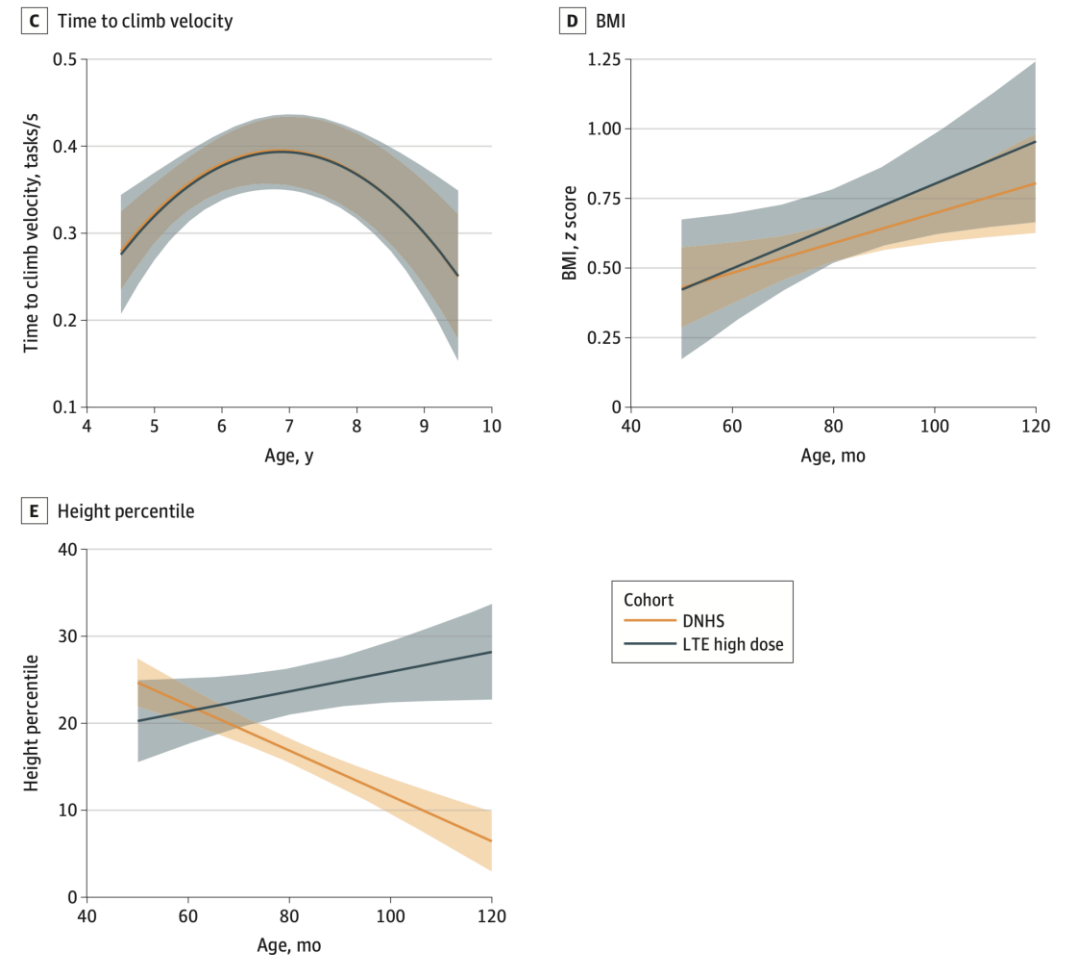 C Time to climb velocity
0.5
0.4
0.3
0.2
0.1
Time to climb velocity, tasks/s
4 5 6 7 8 9 10
Age, y
D BMI
1.25
1.00
0.75
0.50
0.25
0
BMI, z score
40 60 80 100 120
Age, mo
E Height percentile
40
30
20
10
0
Height percentile
40 60 80 100 120
Age, mo
Cohort
DNHS
LTE high dose